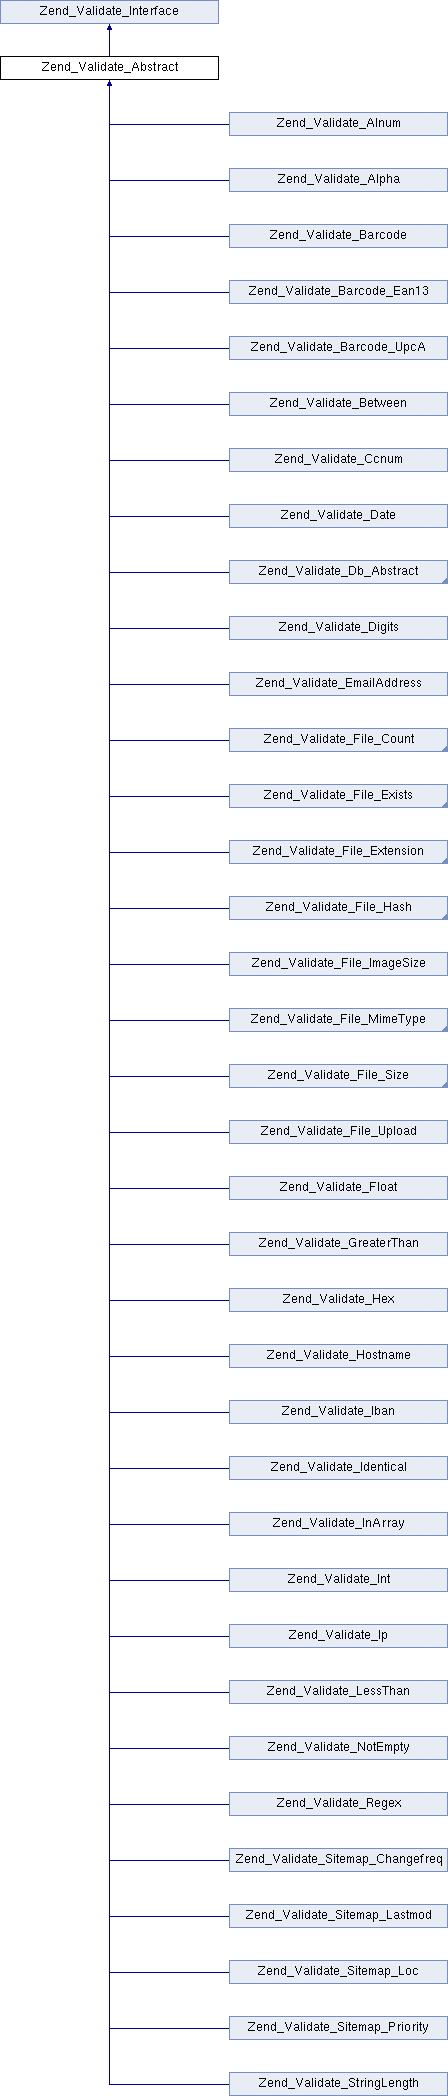 Zend_Validate_Interface
Zend_Validate_Abstract
Zend_Validate_Alnum
Zend_Validate_Alpha
Zend_Validate_Barcode
Zend_Validate_Barcode_Ean13
Zend_Validate_Barcode_UpcA
Zend_Validate_Between
Zend_Validate_Ccnum
Zend_Validate_Date
Zend_Validate_Db_Abstract
Zend_Validate_Digits
Zend_Validate_EmailAddress
Zend_Validate_File_Count
Zend_Validate_File_Exists
Zend_Validate_File_Extension
Zend_Validate_File_Hash
Zend_Validate_File_ImageSize
Zend_Validate_File_MimeType
Zend_Validate_File_Size
Zend_Validate_File_Upload
Zend_Validate_Float
Zend_Validate_GreaterThan
Zend_Validate_Hex
Zend_Validate_Hostname
Zend_Validate_Iban
Zend_Validate_Identical
Zend_Validate_InArray
Zend_Validate_Int
Zend_Validate_Ip
Zend_Validate_LessThan
Zend_Validate_NotEmpty
Zend_Validate_Regex
Zend_Validate_Sitemap_Changefreq
Zend_Validate_Sitemap_Lastmod
Zend_Validate_Sitemap_Loc
Zend_Validate_Sitemap_Priority
Zend_Validate_StringLength